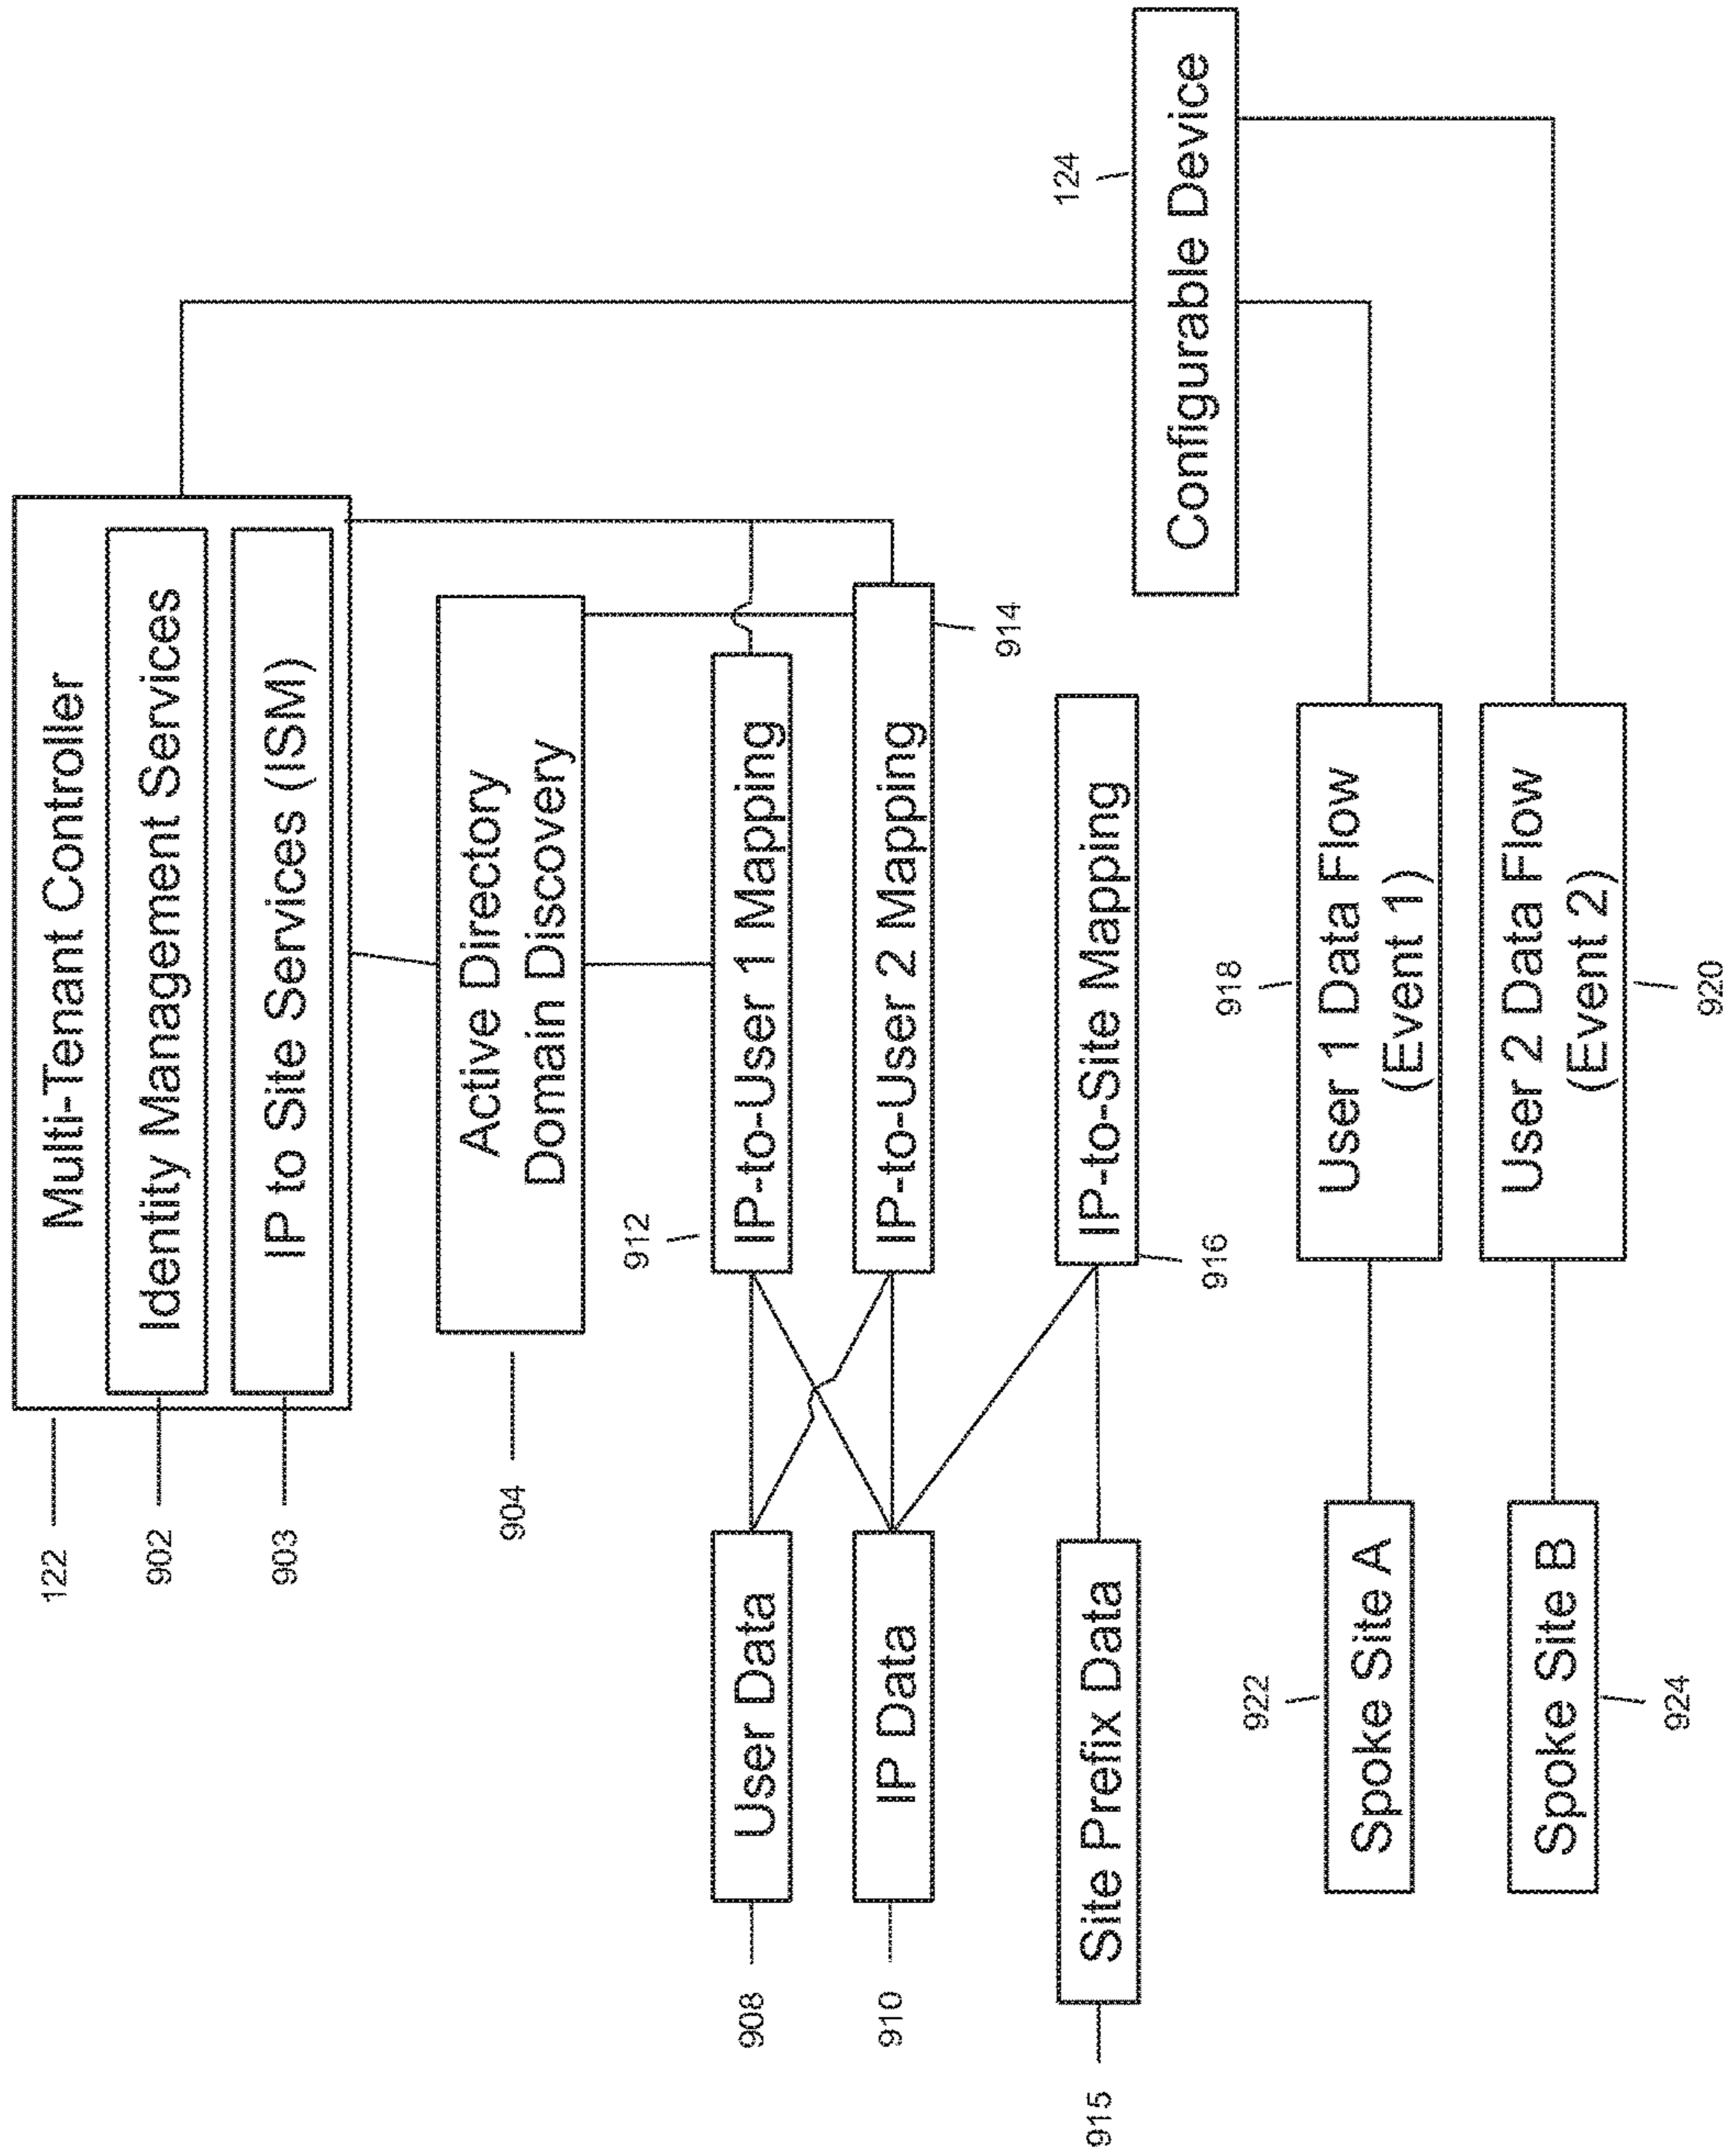 122
Multi-Tenant Controller
902
Identity Management Services
903
IP to Site Services (ISM)
904
Active Directory
Domain Discovery
908
User Data
912
IP-to-User 1 Mapping
910
IP Data
IP-to-User 2 Mapping
914
915
Site Prefix Data
IP-to-Site Mapping
916
124
Configurable Device
922
Spoke Site A
918
User 1 Data Flow
(Event 1)
Spoke Site B
924
User 2 Data Flow
(Event 2)
920